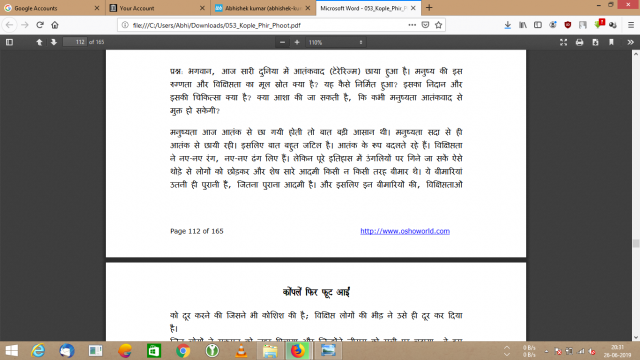 Google Accounts
Your Account
Abhishek kumar (abhishek-ku
Microsoft Word - 053_Kople_Phir_P
file:///C:/Users/Abhi/Downloads/053_Kople_Phir_Phoot.pdf
112 of 165
110%
प्रश्न: भगवान, आज सारी दुनिया में आतंकवाद (टेरेरिज्म) छाया हुआ है। मनुष्य की इस
रुग्णता और विक्षिप्तता का मूल स्रोत क्या है? यह कैसे निर्मित हुआ? इसका निदान और
इसकी चिकित्सा क्या है? क्या आशा की जा सकती है, कि कभी मनुष्यता आतंकवाद से
मुक्त हो सकेगी?
मनुष्यता आज आतंक से छा गयी होती तो बात बडी आसान थी। मनुष्यता सदा से ही
आतंक से छायी रही। इसलिए बात बहुत जटिल है। आतंक के रूप बदलते रहे हैं। विक्षिप्तता
ने नए-नए रंग, नए-नए ढंग लिए हैं। लेकिन पूरे इतिहास में उंगलियों पर गिने जा सकें ऐसे
थोड़े से लोगों को छोड़कर और शेष सारे आदमी किसी न किसी तरह बीमार थे। ये बीमारियां
उतनी ही पुरानी हैं, जितना पुराना आदमी है। और इसलिए इन बीमारियों की, विक्षिप्तताओं
Page 112 of 165
http://www.oshoworld.com
कोंपलें फिर फूट आईं
को दूर करने की जिसने भी कोशिश की है; विक्षिप्त लोगों की भीड़ ने उसे ही दूर कर दिया
है।
0 B/s
0 B/s
20:31
26-08-2019